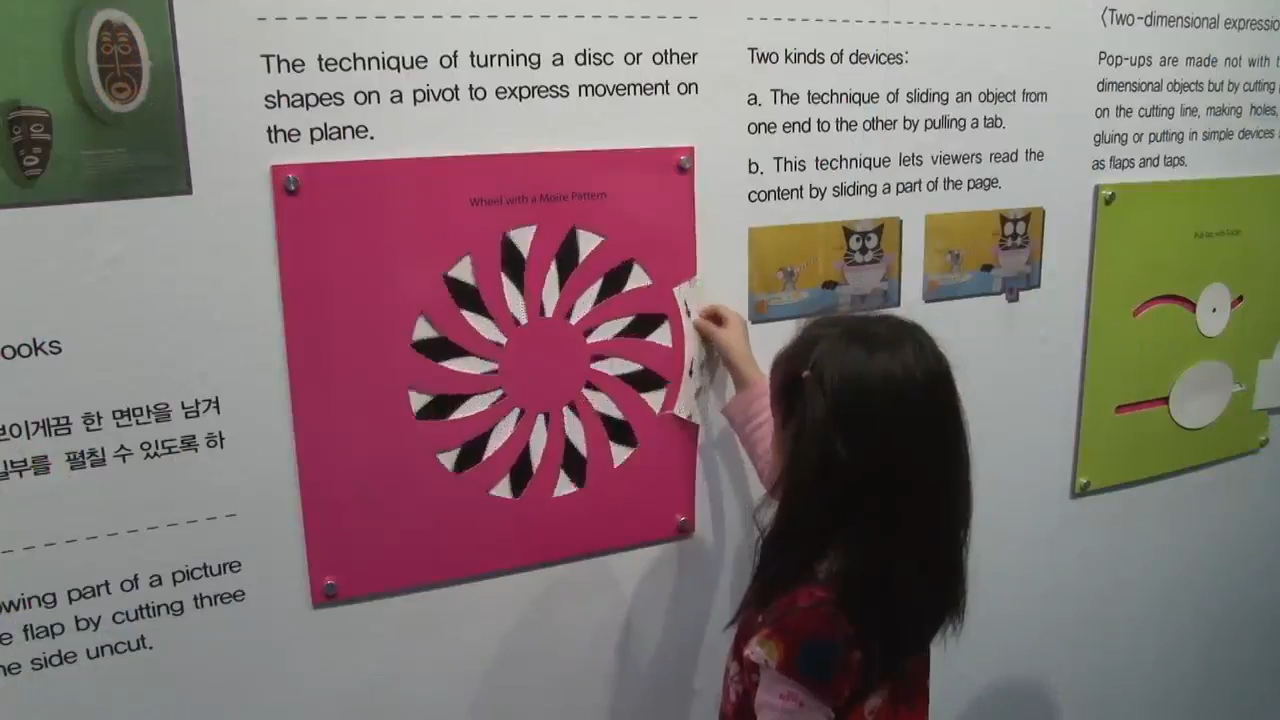 ooks
보이게끔 한 면만을 남겨
일부를 펼칠 수 있도록 하
owing part of a picture
e flap by cutting three
ne side uncut.
The technique of turning a disc or other
shapes on a pivot to express movement on
the plane.
Wheel with a Moire Pattern
Two kinds of devices:
a. The technique of sliding an object from
one end to the other by pulling a tab.
b. This technique lets viewers read the
content by sliding a part of the page.
〈Two-dimensional expressio
Pop-ups are made not with t
dimensional objects but by cutting
on the cutting line, making holes,
gluing or putting in simple devices
as flaps and taps.